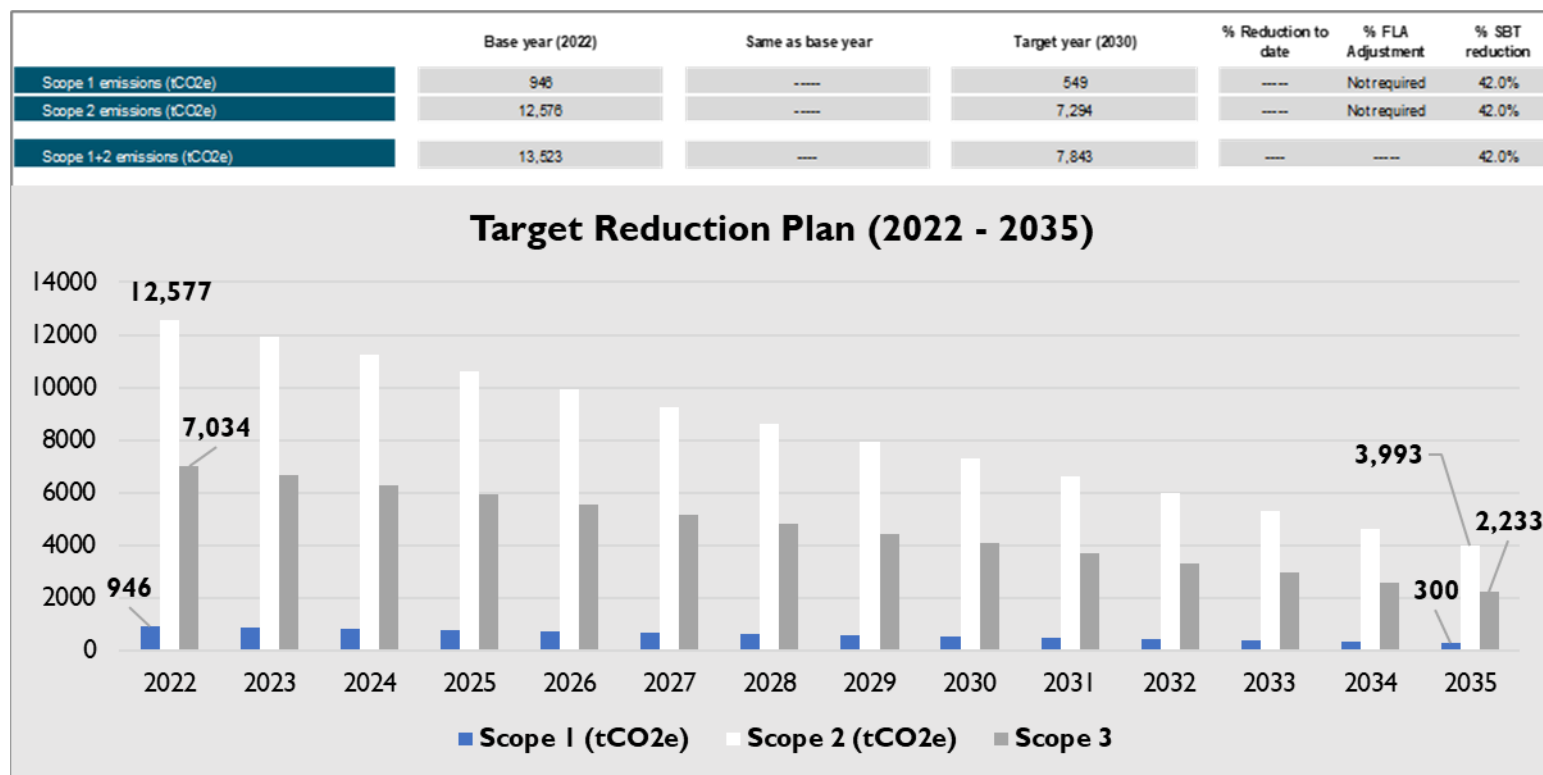 Base year (2022) Same as base year Target year (2030) % Reduction to date % FLA Adjustment % SBT reduction
Scope 1 emissions (tCO2e) 946 ----- 549 ----- Not required 42.0%
Scope 2 emissions (tCO2e) 12,576 ----- 7,294 ----- Not required 42.0%
Scope 1+2 emissions (tCO2e) 13,523 ---- 7,843 ---- ----- 42.0%
Target Reduction Plan (2022 - 2035)
14000
12,577
12000
10000
8000
7,034
3,993
6000
2,233
4000
946
300
2000
0
2022 2023 2024 2025 2026 2027 2028 2029 2030 2031 2032 2033 2034 2035
Scope 1 (tCO2e) Scope 2 (tCO2e) Scope 3